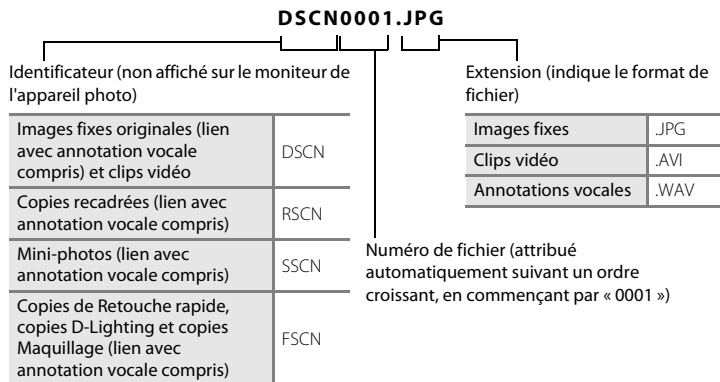 DSCN0001.JPG
Identificateur (non affiché sur le moniteur de
l'appareil photo)
Images fixes originales (lien
avec annotation vocale
compris) et clips vidéo
DSCN
Copies recadrées (lien avec
annotation vocale compris)
RSCN
Mini-photos (lien avec
annotation vocale compris)
SSCN
Copies de Retouche rapide,
copies D-Lighting et copies
Maquillage (lien avec
annotation vocale compris)
FSCN
Extension (indique le format de
fichier)
Images fixes .JPG
Clips vidéo .AVI
Annotations vocales .WAV
Numéro de fichier (attribué
automatiquement suivant un ordre
croissant, en commençant par « 0001 »)